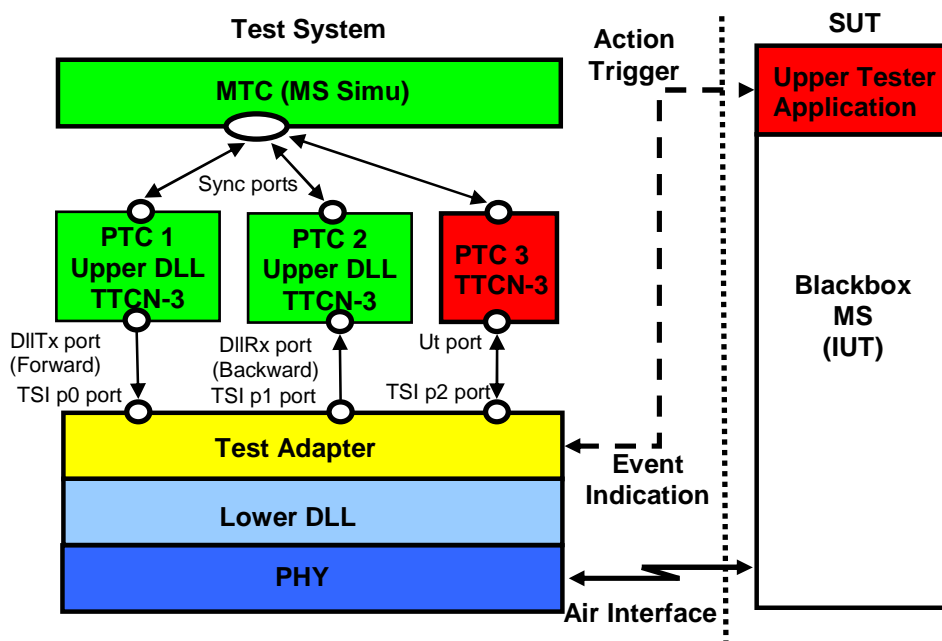 Test System
MTC (MS Simu)
Sync ports
PTC 1
Upper DLL
TTCN-3
PTC 2
Upper DLL
TTCN-3
PTC 3
TTCN-3
DllTx port
(Forward)
TSI p0 port
DllRx port
(Backward)
TSI p1 port
Ut port
TSI p2 port
Test Adapter
Lower DLL
PHY
Action
Trigger
Event
Indication
Air Interface
SUT
Upper Tester
Application
Blackbox
MS
(IUT)